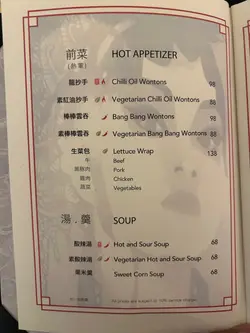 前菜 HOT APPETIZER
(熱葷)
龍抄手 Chilli Oil Wontons 98
素紅油抄手 Vegetarian Chilli Oil Wontons 88
棒棒雲吞 Bang Bang Wontons 98
素棒棒雲吞 Vegetarian Bang Bang Wontons 88
生菜包 Lettuce Wrap 138
牛 Beef
Pork
雞肉 Chicken
蔬菜 Vegetables
湯．羹 SOUP
酸辣湯 Hot and Sour Soup 68
素酸辣湯 Vegetarian Hot and Sour Soup 68
粟米羹 Sweet Corn Soup 68